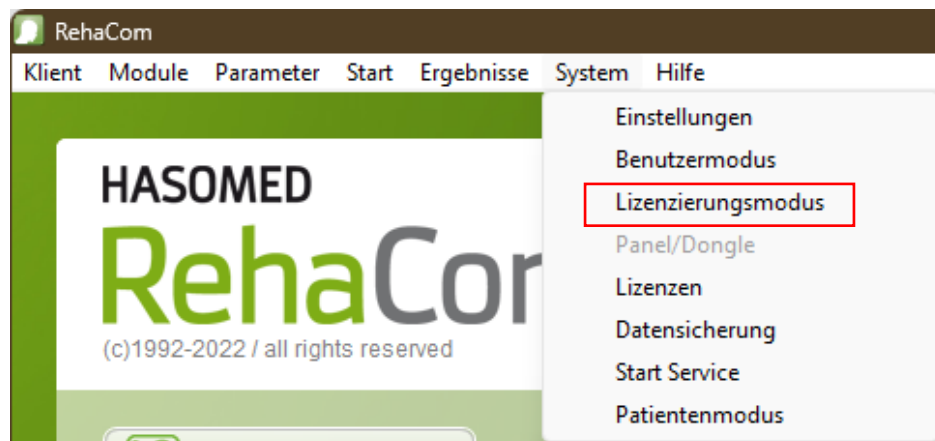 RehaCom
Klient Module Parameter Start Ergebnisse System Hilfe
Einstellungen
Benutzermodus
Lizenzierungsmodus
Panel/Dongle
Lizenzen
Datensicherung
Start Service
Patientenmodus
HASOMED
RehaCor
(c)1992-2022 / all rights reserved